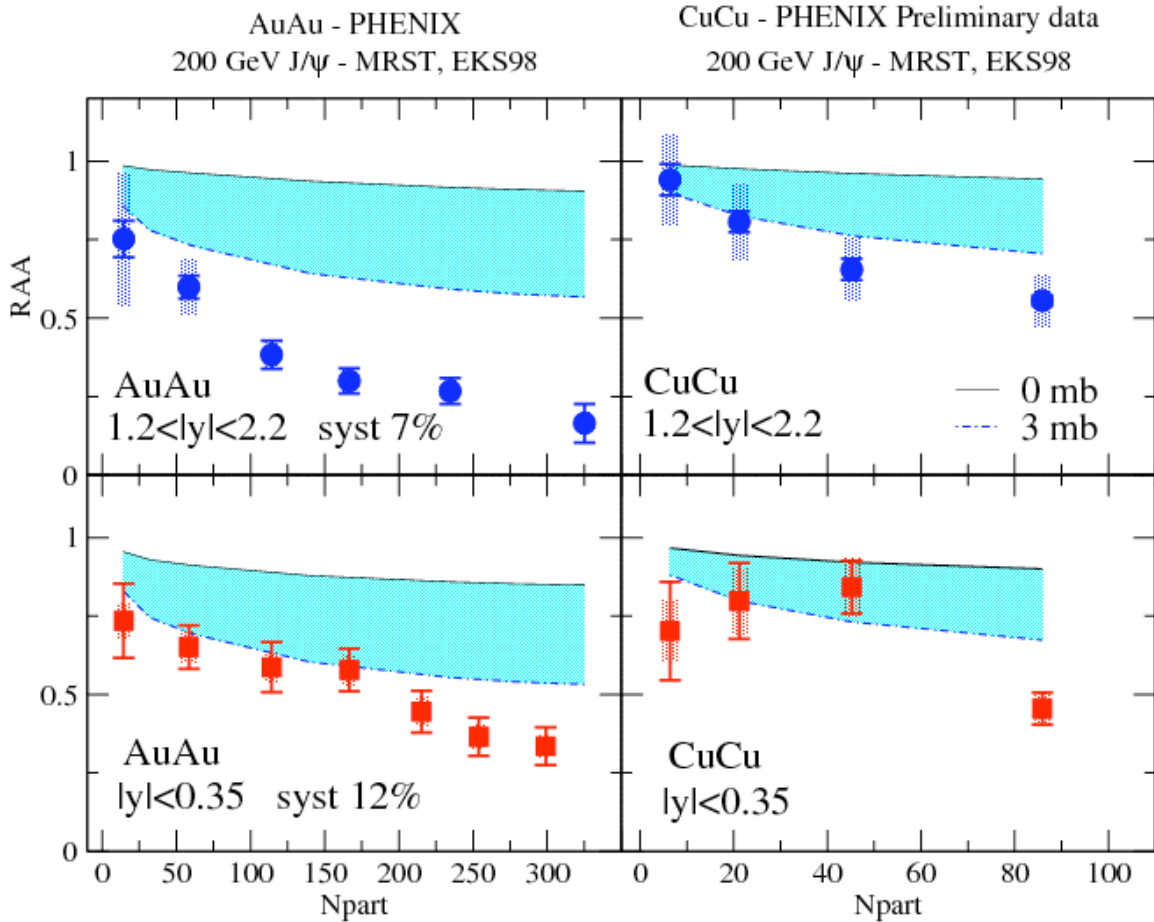 AuAu - PHENIX
200 GeV J/ψ - MRST, EKS98
CuCu - PHENIX Preliminary data
200 GeV J/ψ - MRST, EKS98
RAA
1
0.5
0
AuAu
1.2<|y|<2.2 syst 7%
CuCu
1.2<|y|<2.2
0 mb
3 mb
1
0.5
0
AuAu
|y|<0.35 syst 12%
CuCu
|y|<0.35
0 50 100 150 200 250 300
0 20 40 60 80 100
Npart
Npart